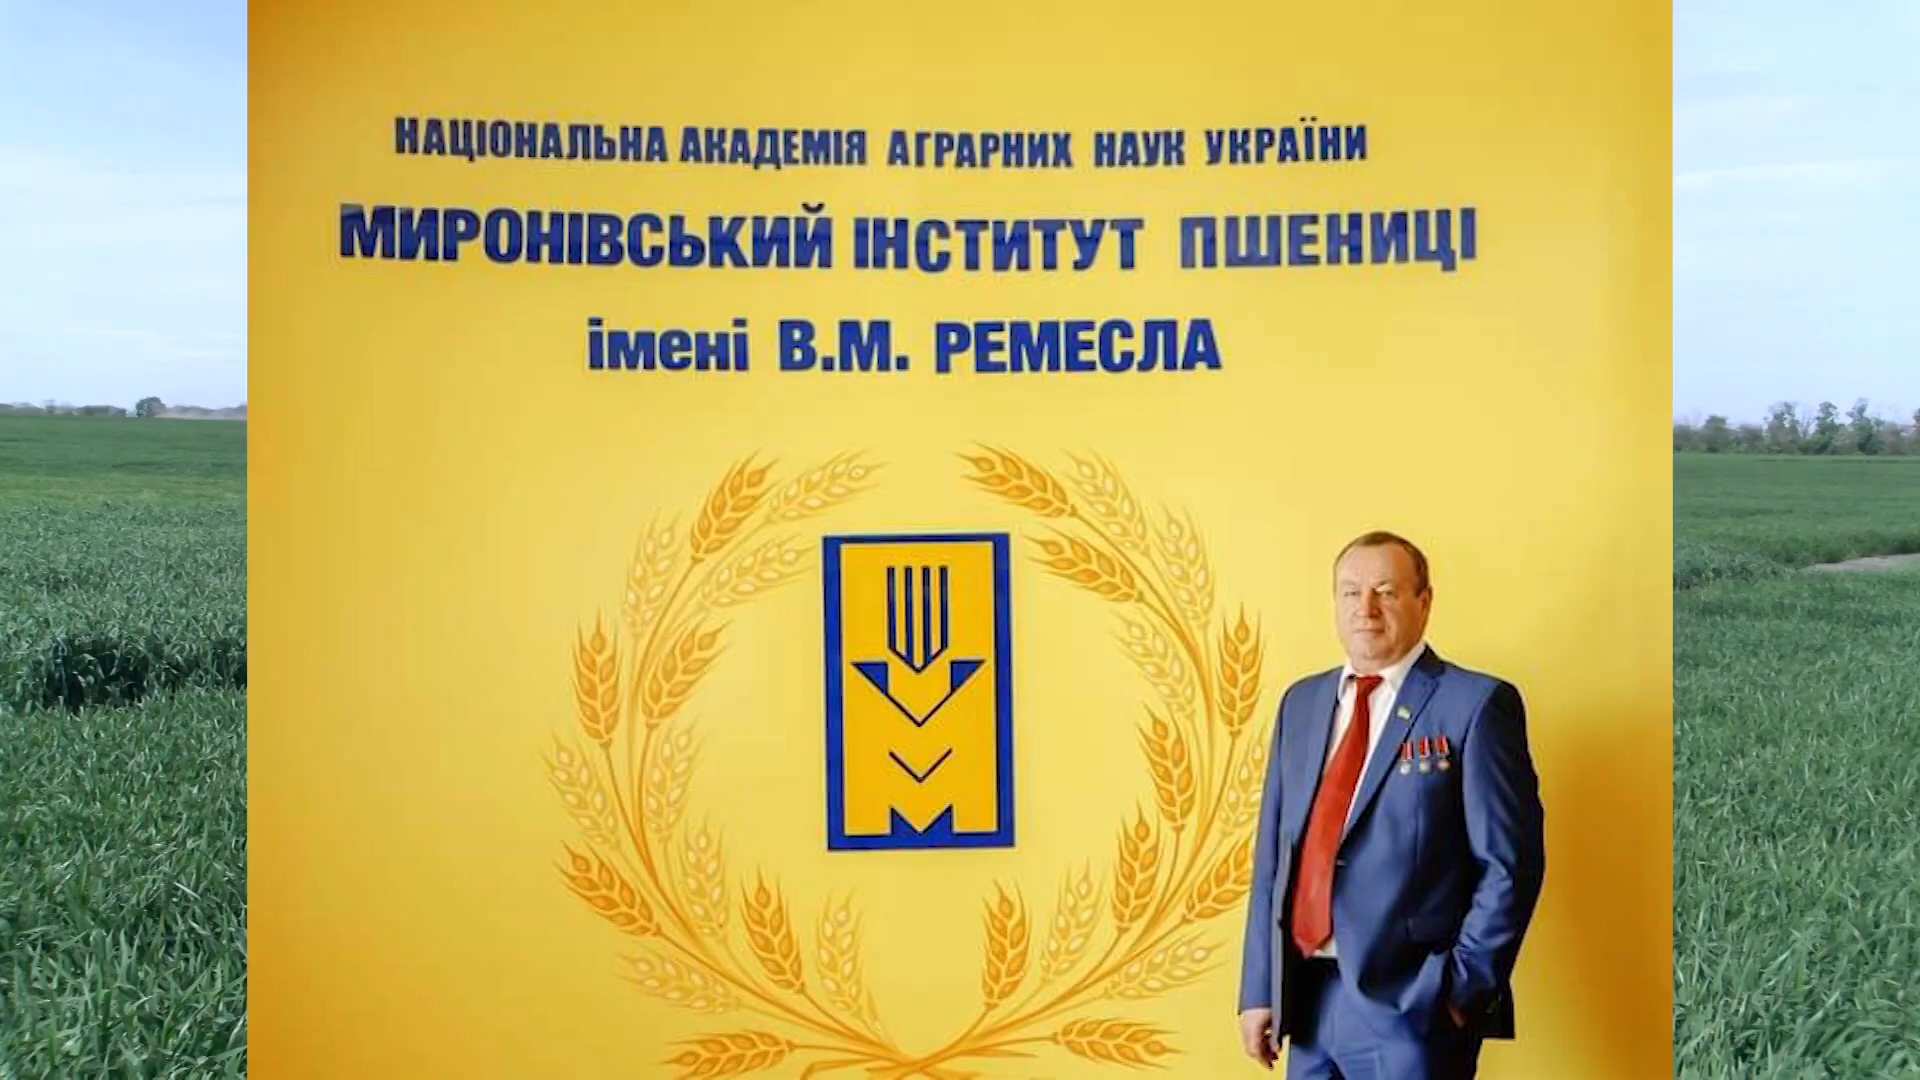 НАЦІОНАЛЬНА АКАДЕМІЯ АГРАРНИХ НАУК УКРАЇНИ
МИРОНІВСЬКИЙ ІНСТИТУТ ПШЕНИЦІ
імені В.М. РЕМЕСЛА